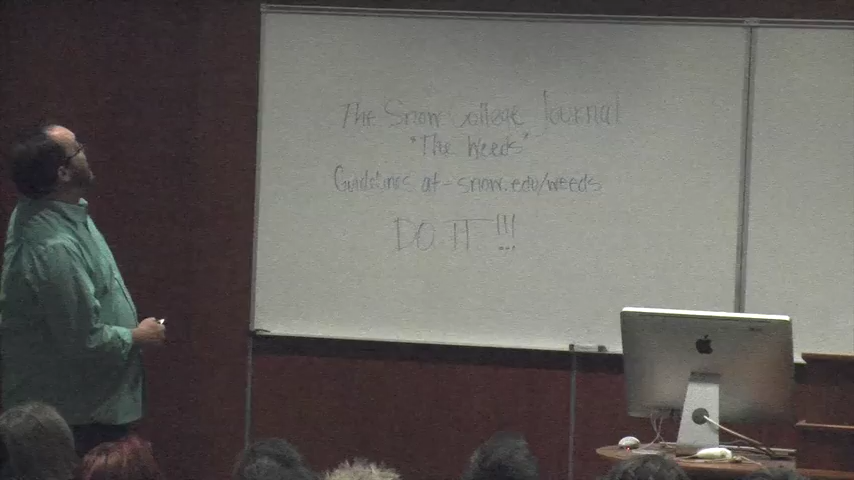 The Snow college Journal
"The Weeds"
Guidelines at - snow.edu/weeds
DO IT !!!